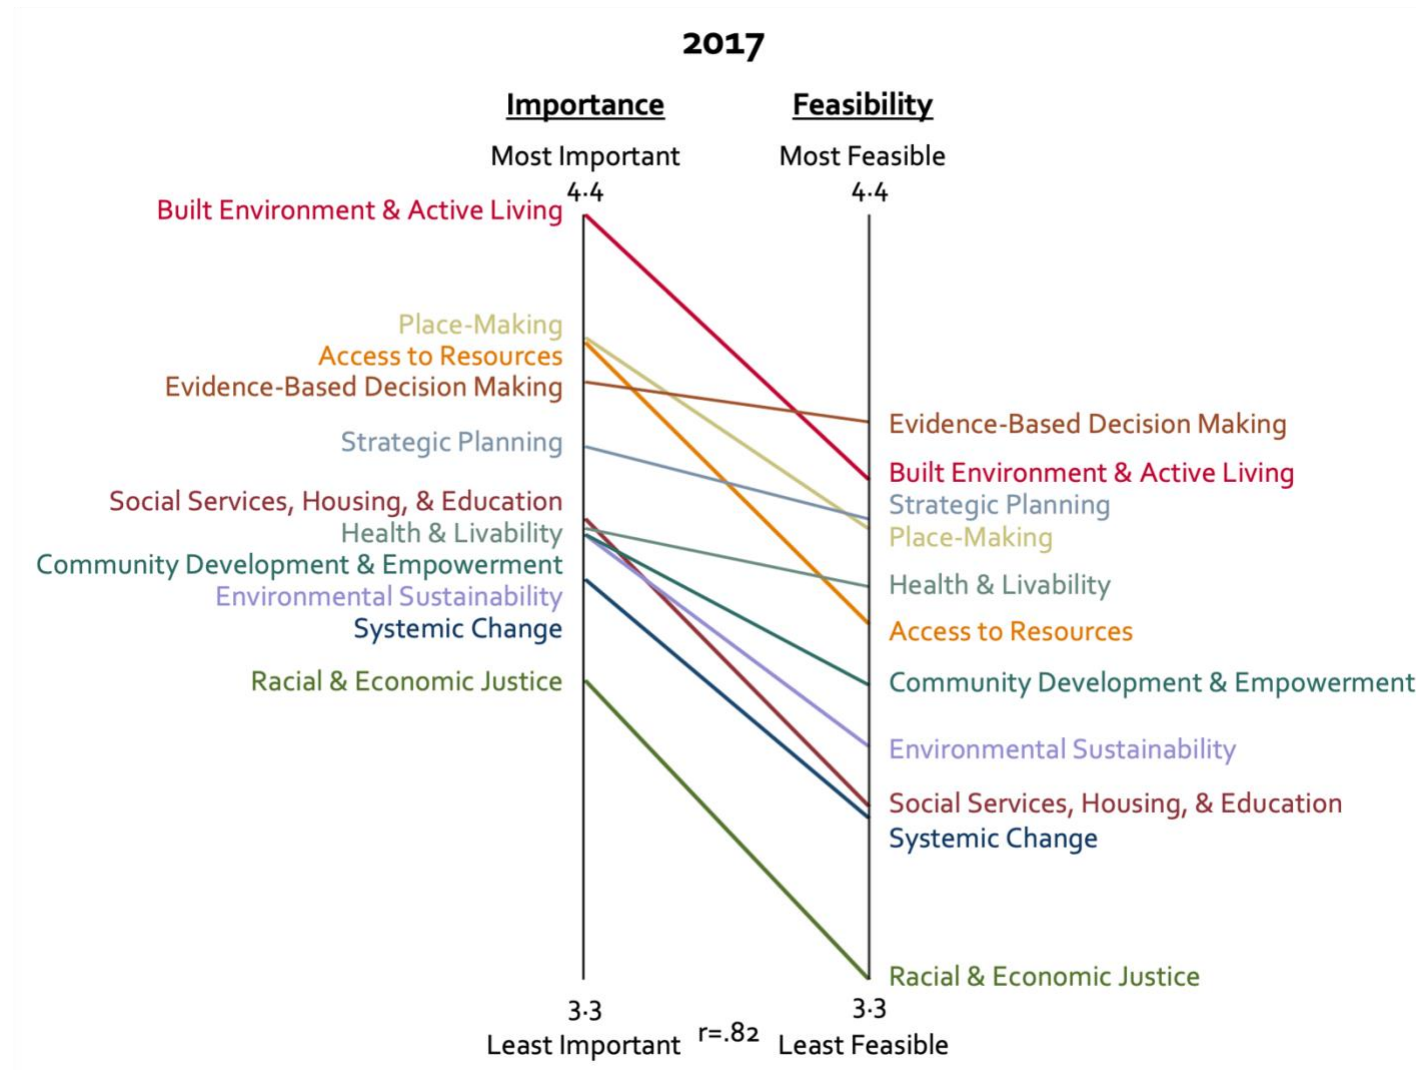 2017
Importance
Feasibility
Most Important
Most Feasible
4.4
4.4
Built Environment & Active Living
Place-Making
Access to Resources
Evidence-Based Decision Making
Strategic Planning
Social Services, Housing, & Education
Health & Livability
Community Development & Empowerment
Environmental Sustainability
Systemic Change
Racial & Economic Justice
Evidence-Based Decision Making
Built Environment & Active Living
Strategic Planning
Place-Making
Health & Livability
Access to Resources
Community Development & Empowerment
Environmental Sustainability
Social Services, Housing, & Education
Systemic Change
Racial & Economic Justice
3.3
3.3
Least Important
r=.82
Least Feasible